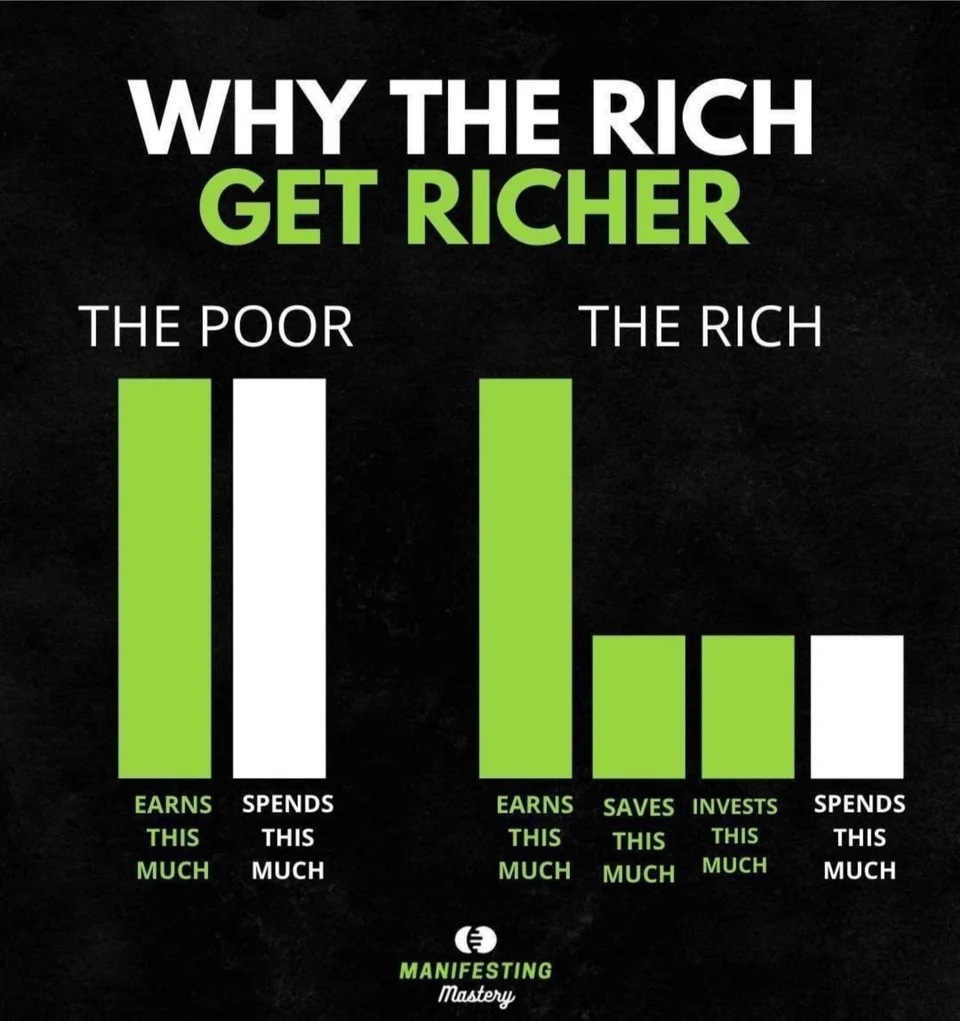 WHY THE RICH
GET RICHER
THE POOR
EARNS
THIS
MUCH
SPENDS
THIS
MUCH
THE RICH
EARNS
THIS
MUCH
SAVES
THIS
MUCH
INVESTS
THIS
MUCH
SPENDS
THIS
MUCH
MANIFESTING
Mastery